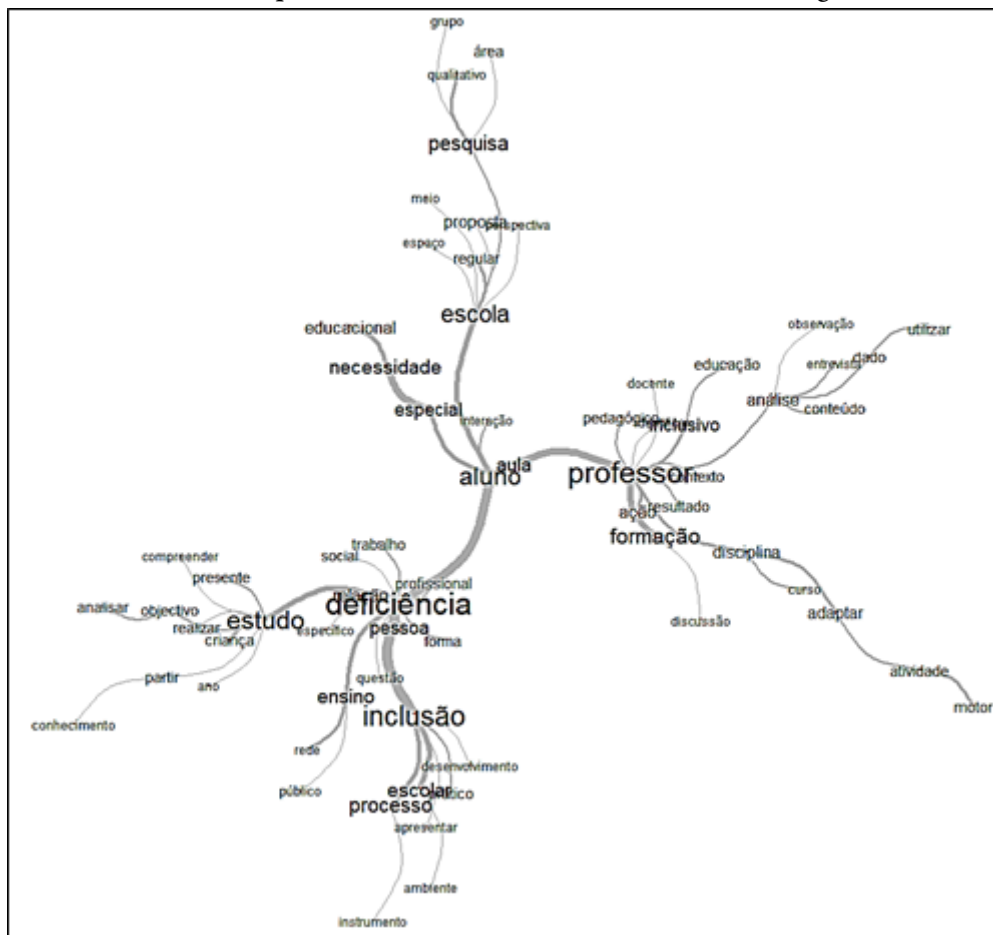 grupo
área
qualitativo
pesquisa
meio
proposta
perspectiva
espaço
regular
escola
educacional
observação
utilizar
necessidade
educação
entrevista
dado
docente
análise
especial
conteúdo
interação
pedagógico
inclusivo
aula
aluno
professor
contexto
resultado
ação
formação
trabalho
disciplina
social
compreender
profissional
presente
curso
deficiência
analisar
objectivo
adaptar
estudo
realizar
pessoa
específico
discussão
criança
forma
partir
questão
atividade
ano
ensino
motor
inclusão
conhecimento
rede
desenvolvimento
público
escolar
processo
apresentar
ambiente
instrumento